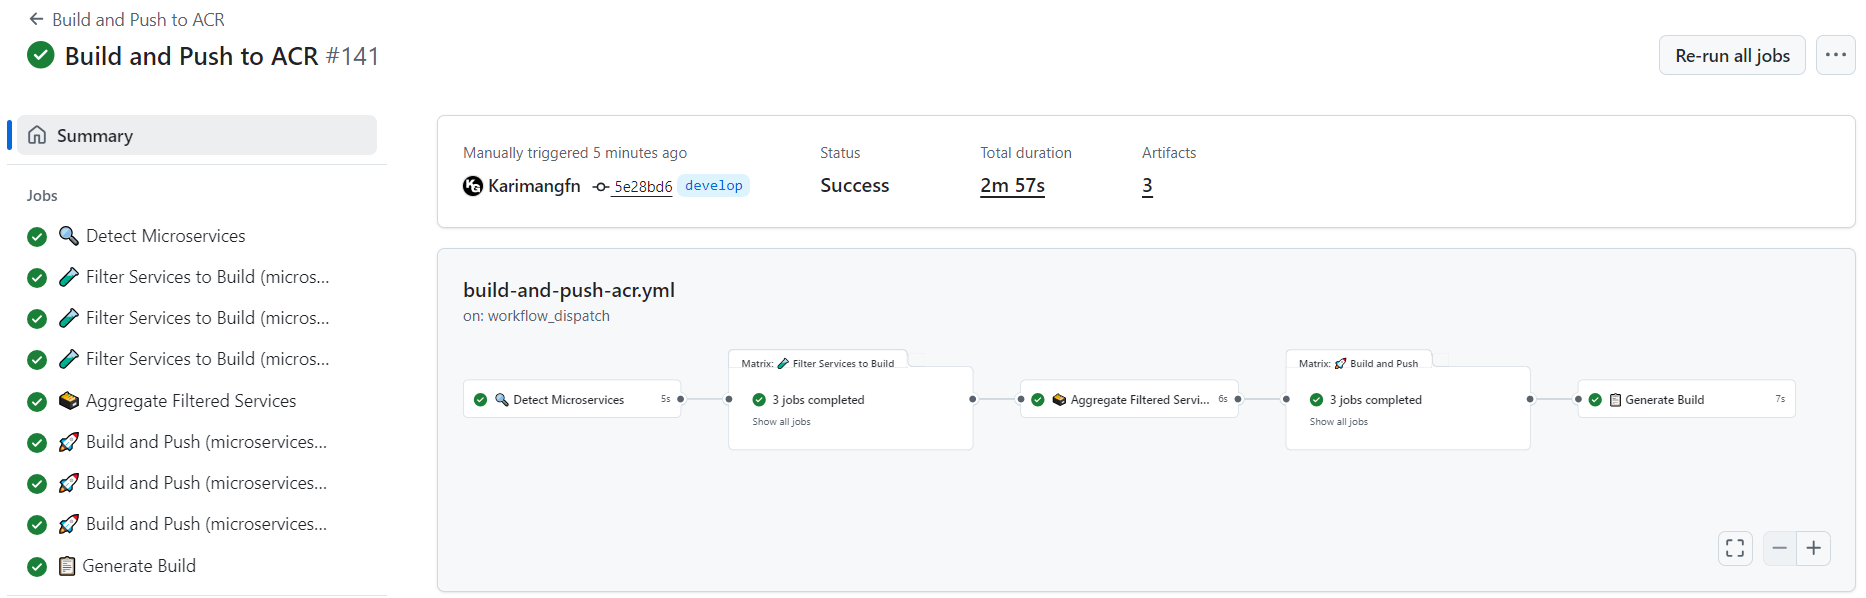 Build and Push to ACR
Build and Push to ACR #141
Re-run all jobs
Summary
Jobs
Detect Microservices
Filter Services to Build (micros...
Filter Services to Build (micros...
Filter Services to Build (micros...
Aggregate Filtered Services
Build and Push (microservices...
Build and Push (microservices...
Build and Push (microservices...
Generate Build
Manually triggered 5 minutes ago
Karimangfn 5e28bd6 develop
Status
Success
Total duration
2m 57s
Artifacts
3
build-and-push-acr.yml
on: workflow_dispatch
Detect Microservices 5s
Matrix: Filter Services to Build
3 jobs completed
Show all jobs
Aggregate Filtered Servi... 6s
Matrix: Build and Push
3 jobs completed
Show all jobs
Generate Build 7s